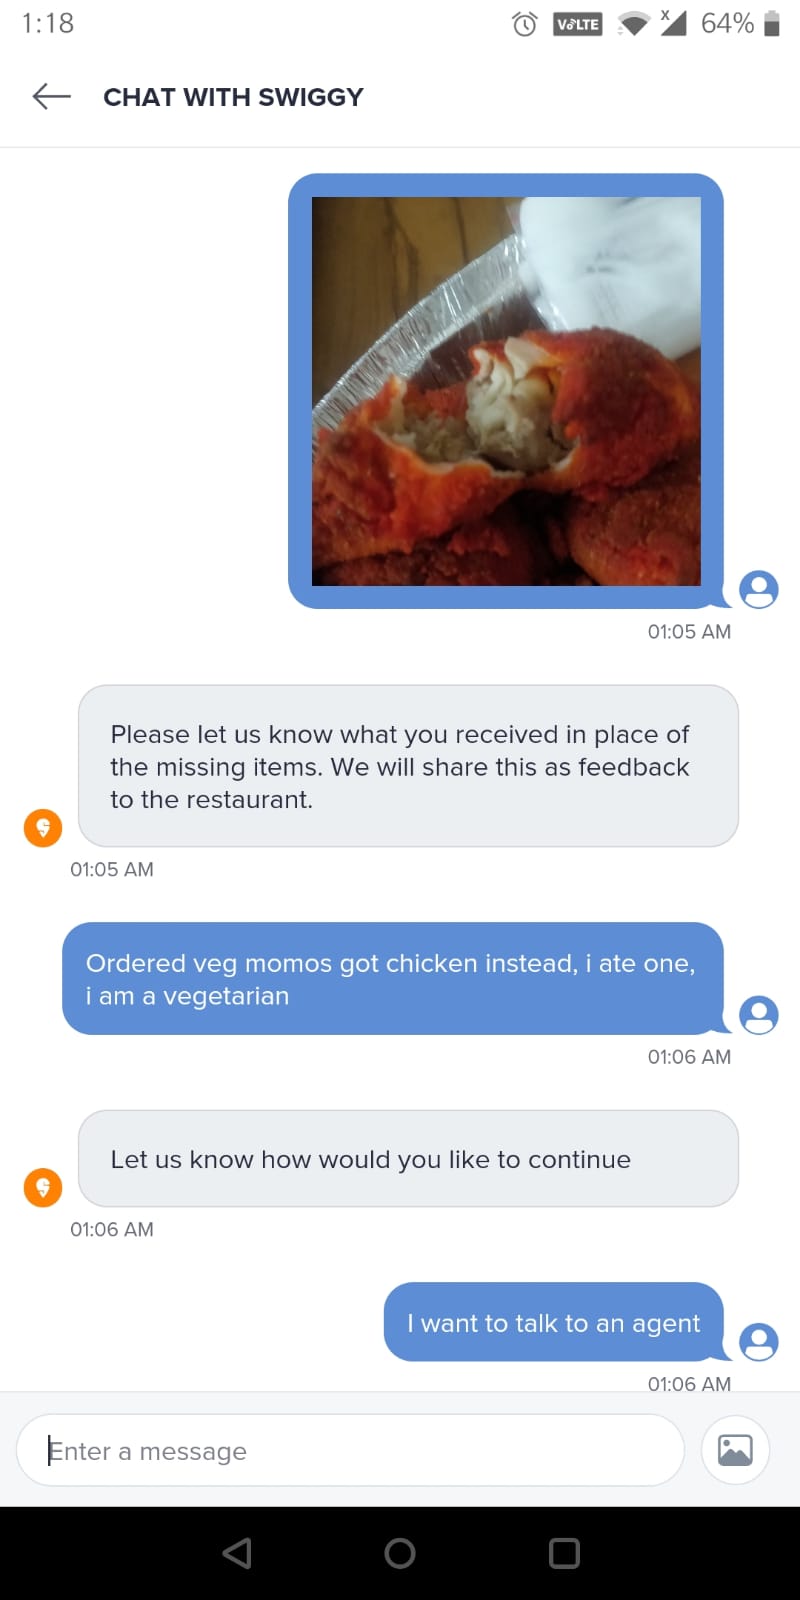 1:18
VoLTE
X
64%
CHAT WITH SWIGGY
01:05 AM
Please let us know what you received in place of
the missing items. We will share this as feedback
to the restaurant.
01:05 AM
Ordered veg momos got chicken instead, i ate one,
i am a vegetarian
01:06 AM
Let us know how would you like to continue
01:06 AM
I want to talk to an agent
01:06 AM
Enter a message